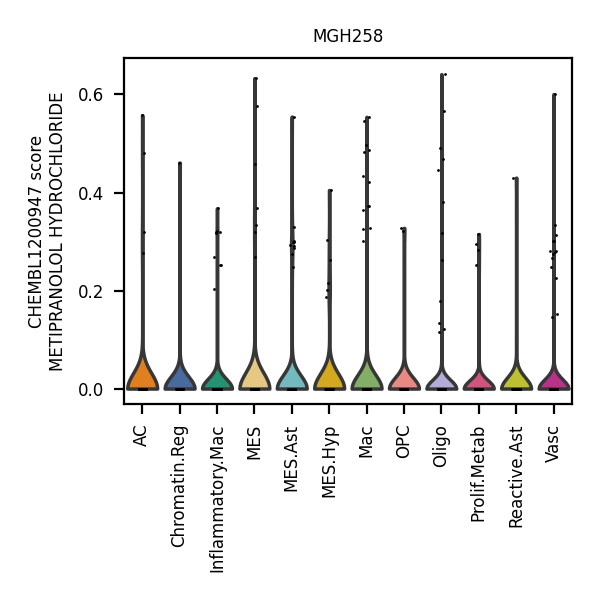 MGH258
CHEMBL1200947 score
METIPRANOLOL HYDROCHLORIDE
0.6
0.4
0.2
0.0
AC
Chromatin.Reg
Inflammatory.Mac
MES
MES.Ast
MES.Hyp
Mac
OPC
Oligo
Prolif.Metab
Reactive.Ast
Vasc